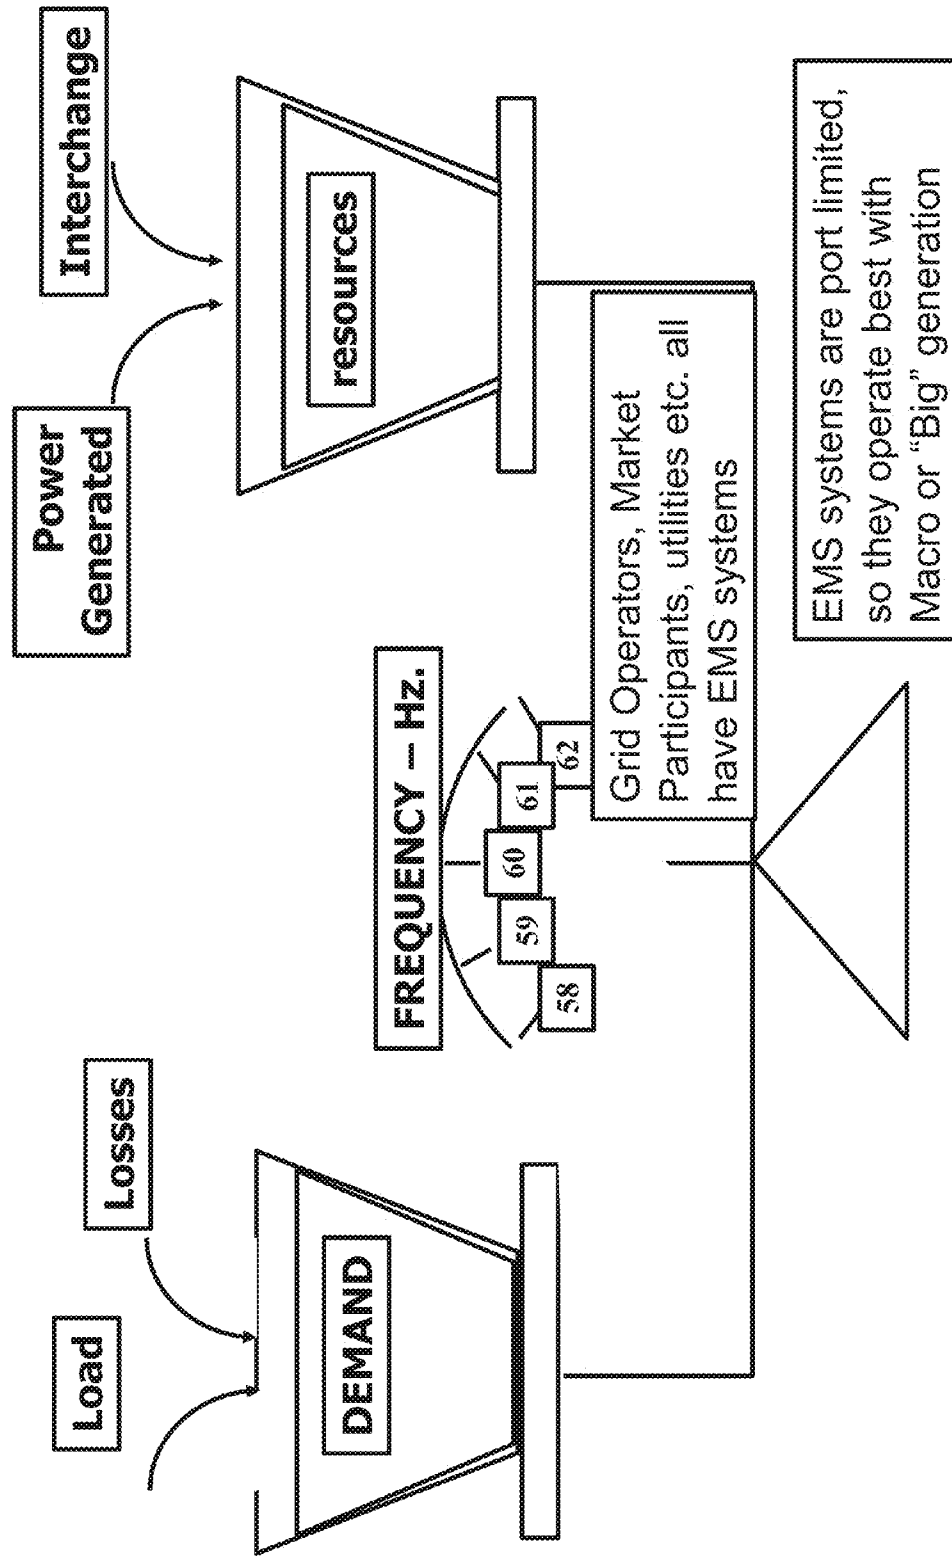 Load
Losses
Power
Generated
Interchange
DEMAND
FREQUENCY – Hz.
58
59
60
61
62
resources
Grid Operators, Market
Participants, utilities etc. all
have EMS systems
EMS systems are port limited,
so they operate best with
Macro or “Big” generation